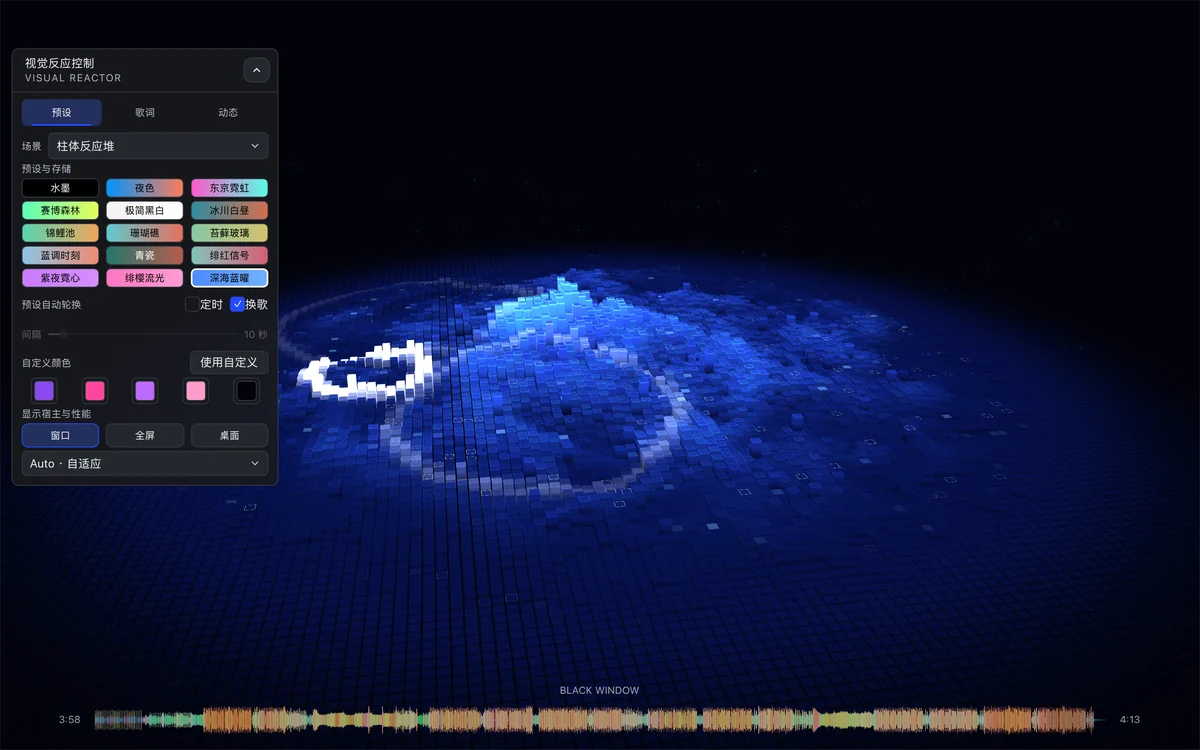 视觉反应控制
VISUAL REACTOR
预设 歌词 动态
场景 柱体反应堆
预设与存储
水墨 夜色 东京霓虹
赛博森林 极简黑白 冰川白昼
锦鲤池 珊瑚礁 苔藓玻璃
蓝调时刻 青瓷 绯红信号
紫夜霓心 绯樱流光 深海蓝曜
预设自动轮换 定时 换歌
间隔 10 秒
自定义颜色 使用自定义
显示宿主与性能
窗口 全屏 桌面
Auto · 自适应
BLACK WINDOW
3:58 4:13